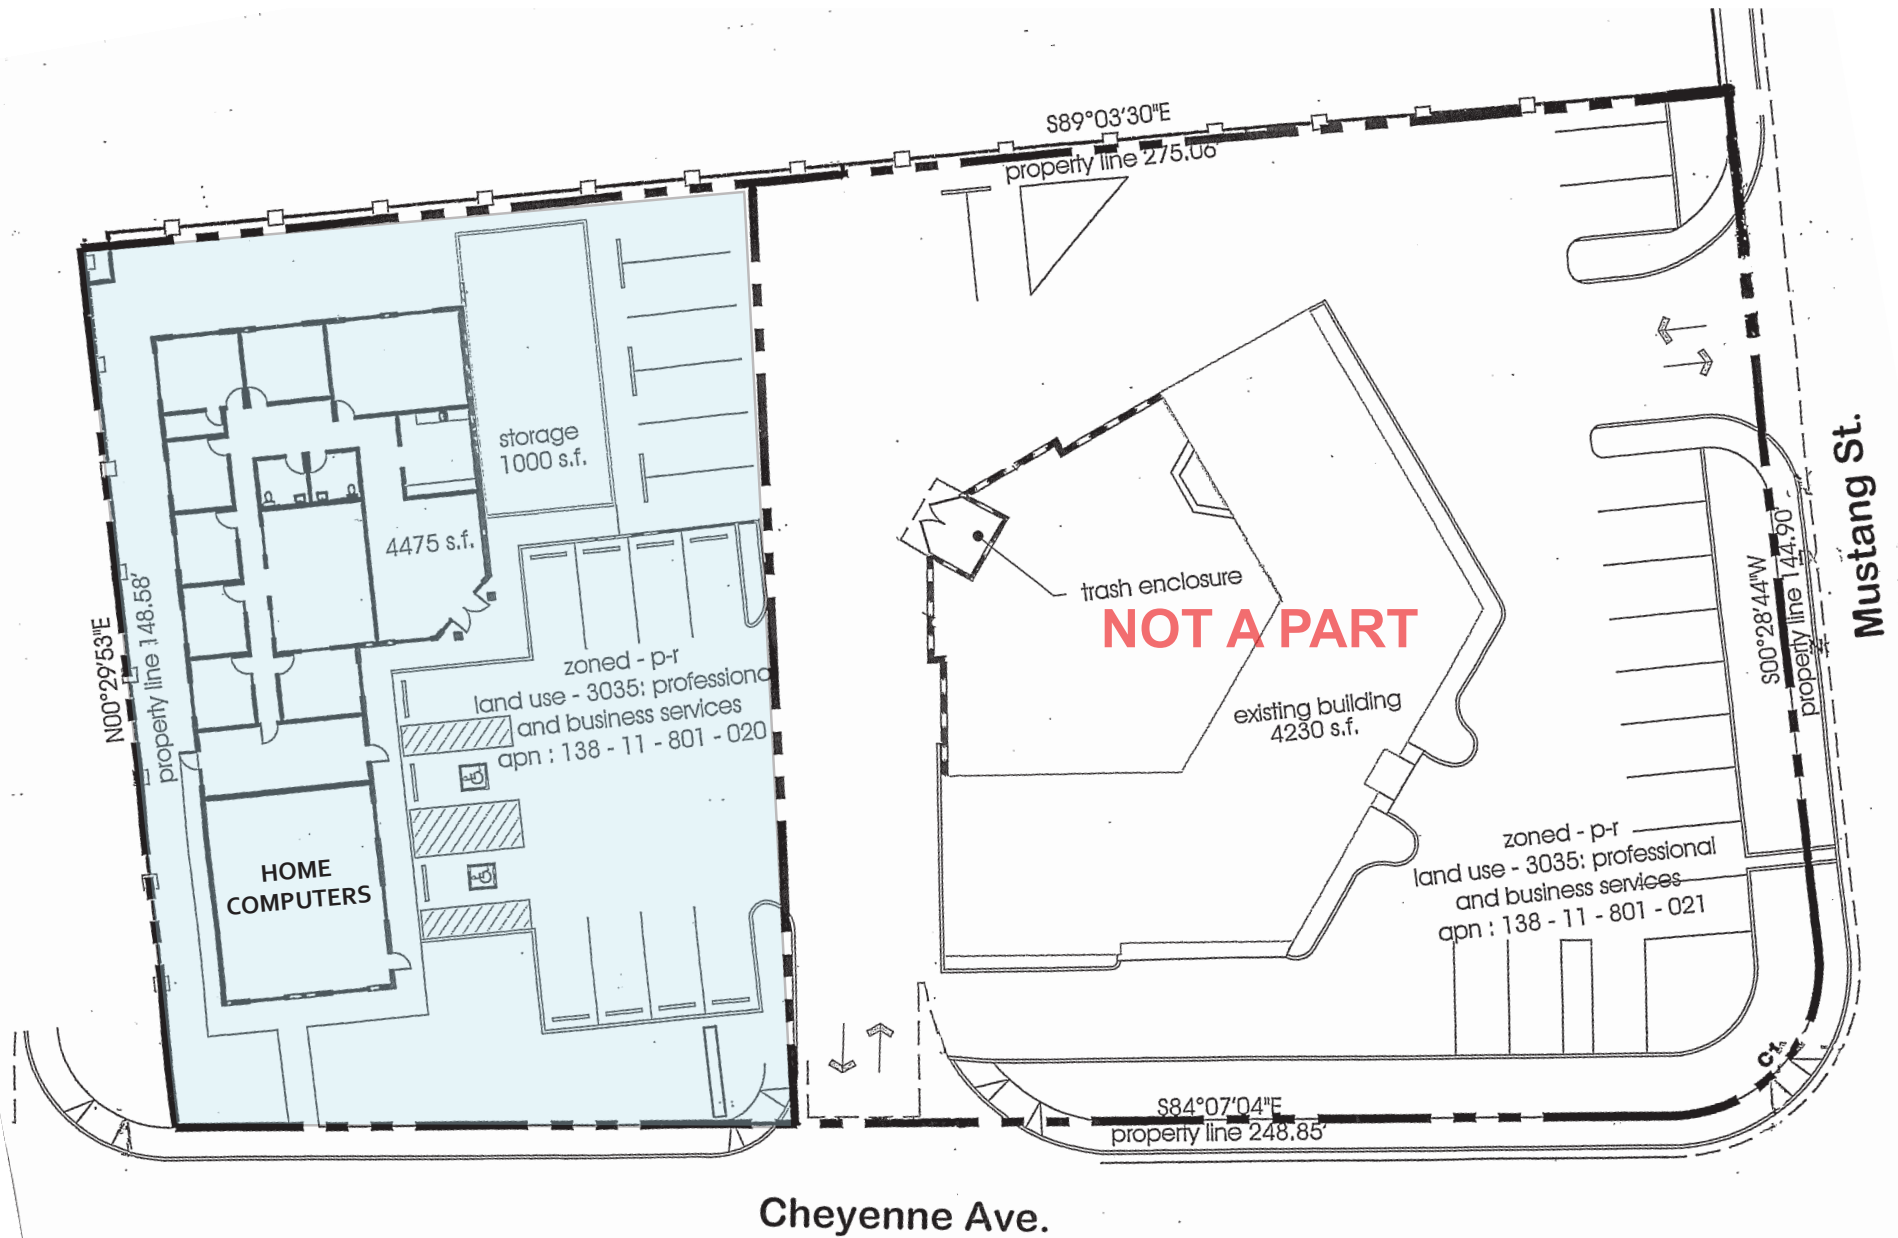 S89°03'30"E
property line 275.06'
storage
1000 s.f.
4475 s.f.
N00°29'53"E
property line 148.58'
zoned - p-r
land use - 3035: professiona
and business services
apn : 138 - 11 - 801 - 020
HOME
COMPUTERS
trash enclosure
NOT A PART
existing building
4230 s.f.
Mustang St.
S00°28'44"W
property line 144.90'
zoned - p-r
land use - 3035: professional
and business services
apn : 138 - 11 - 801 - 021
S84°07'04"E
property line 248.85'
Cheyenne Ave.